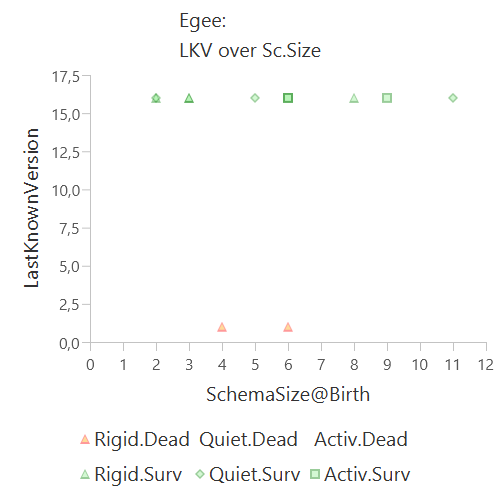 Egee:
LKV over Sc.Size
17,5
15,0
12,5
10,0
7,5
5,0
2,5
0,0
LastKnownVersion
0 1 2 3 4 5 6 7 8 9 10 11 12
SchemaSize@Birth
Rigid.Dead Quiet.Dead Activ.Dead
Rigid.Surv Quiet.Surv Activ.Surv